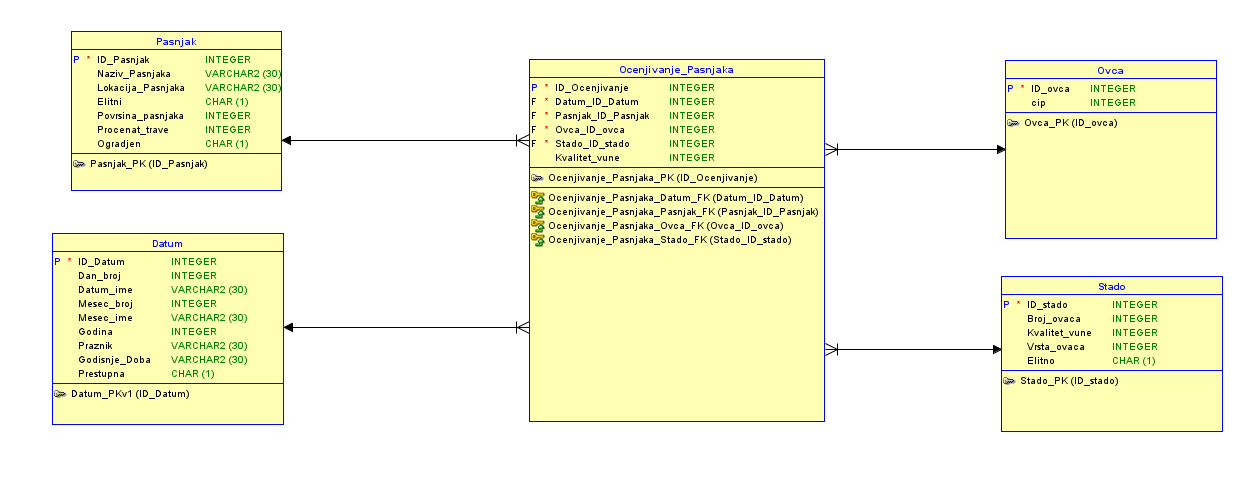 Pasnjak
P * ID_Pasnjak INTEGER
Naziv_Pasnjaka VARCHAR2 (30)
Lokacija_Pasnjaka VARCHAR2 (30)
Elitni CHAR (1)
Povrsina_pasnjaka INTEGER
Procenat_trave INTEGER
Ogradjen CHAR (1)
Pasnjak_PK (ID_Pasnjak)
Datum
P * ID_Datum INTEGER
Dan_broj INTEGER
Datum_ime VARCHAR2 (30)
Mesec_broj INTEGER
Mesec_ime VARCHAR2 (30)
Godina INTEGER
Praznik VARCHAR2 (30)
Godisnje_Doba VARCHAR2 (30)
Prestupna CHAR (1)
Datum_PKv1 (ID_Datum)
Ocenjivanje_Pasnjaka
P * ID_Ocenjivanje INTEGER
F * Datum_ID_Datum INTEGER
F * Pasnjak_ID_Pasnjak INTEGER
F * Ovca_ID_ovca INTEGER
F * Stado_ID_stado INTEGER
Kvalitet_vune INTEGER
Ocenjivanje_Pasnjaka_PK (ID_Ocenjivanje)
Ocenjivanje_Pasnjaka_Datum_FK (Datum_ID_Datum)
Ocenjivanje_Pasnjaka_Pasnjak_FK (Pasnjak_ID_Pasnjak)
Ocenjivanje_Pasnjaka_Ovca_FK (Ovca_ID_ovca)
Ocenjivanje_Pasnjaka_Stado_FK (Stado_ID_stado)
Ovca
P * ID_ovca INTEGER
cip INTEGER
Ovca_PK (ID_ovca)
Stado
P * ID_stado INTEGER
Broj_ovaca INTEGER
Kvalitet_vune INTEGER
Vrsta_ovaca INTEGER
Elitno CHAR (1)
Stado_PK (ID_stado)